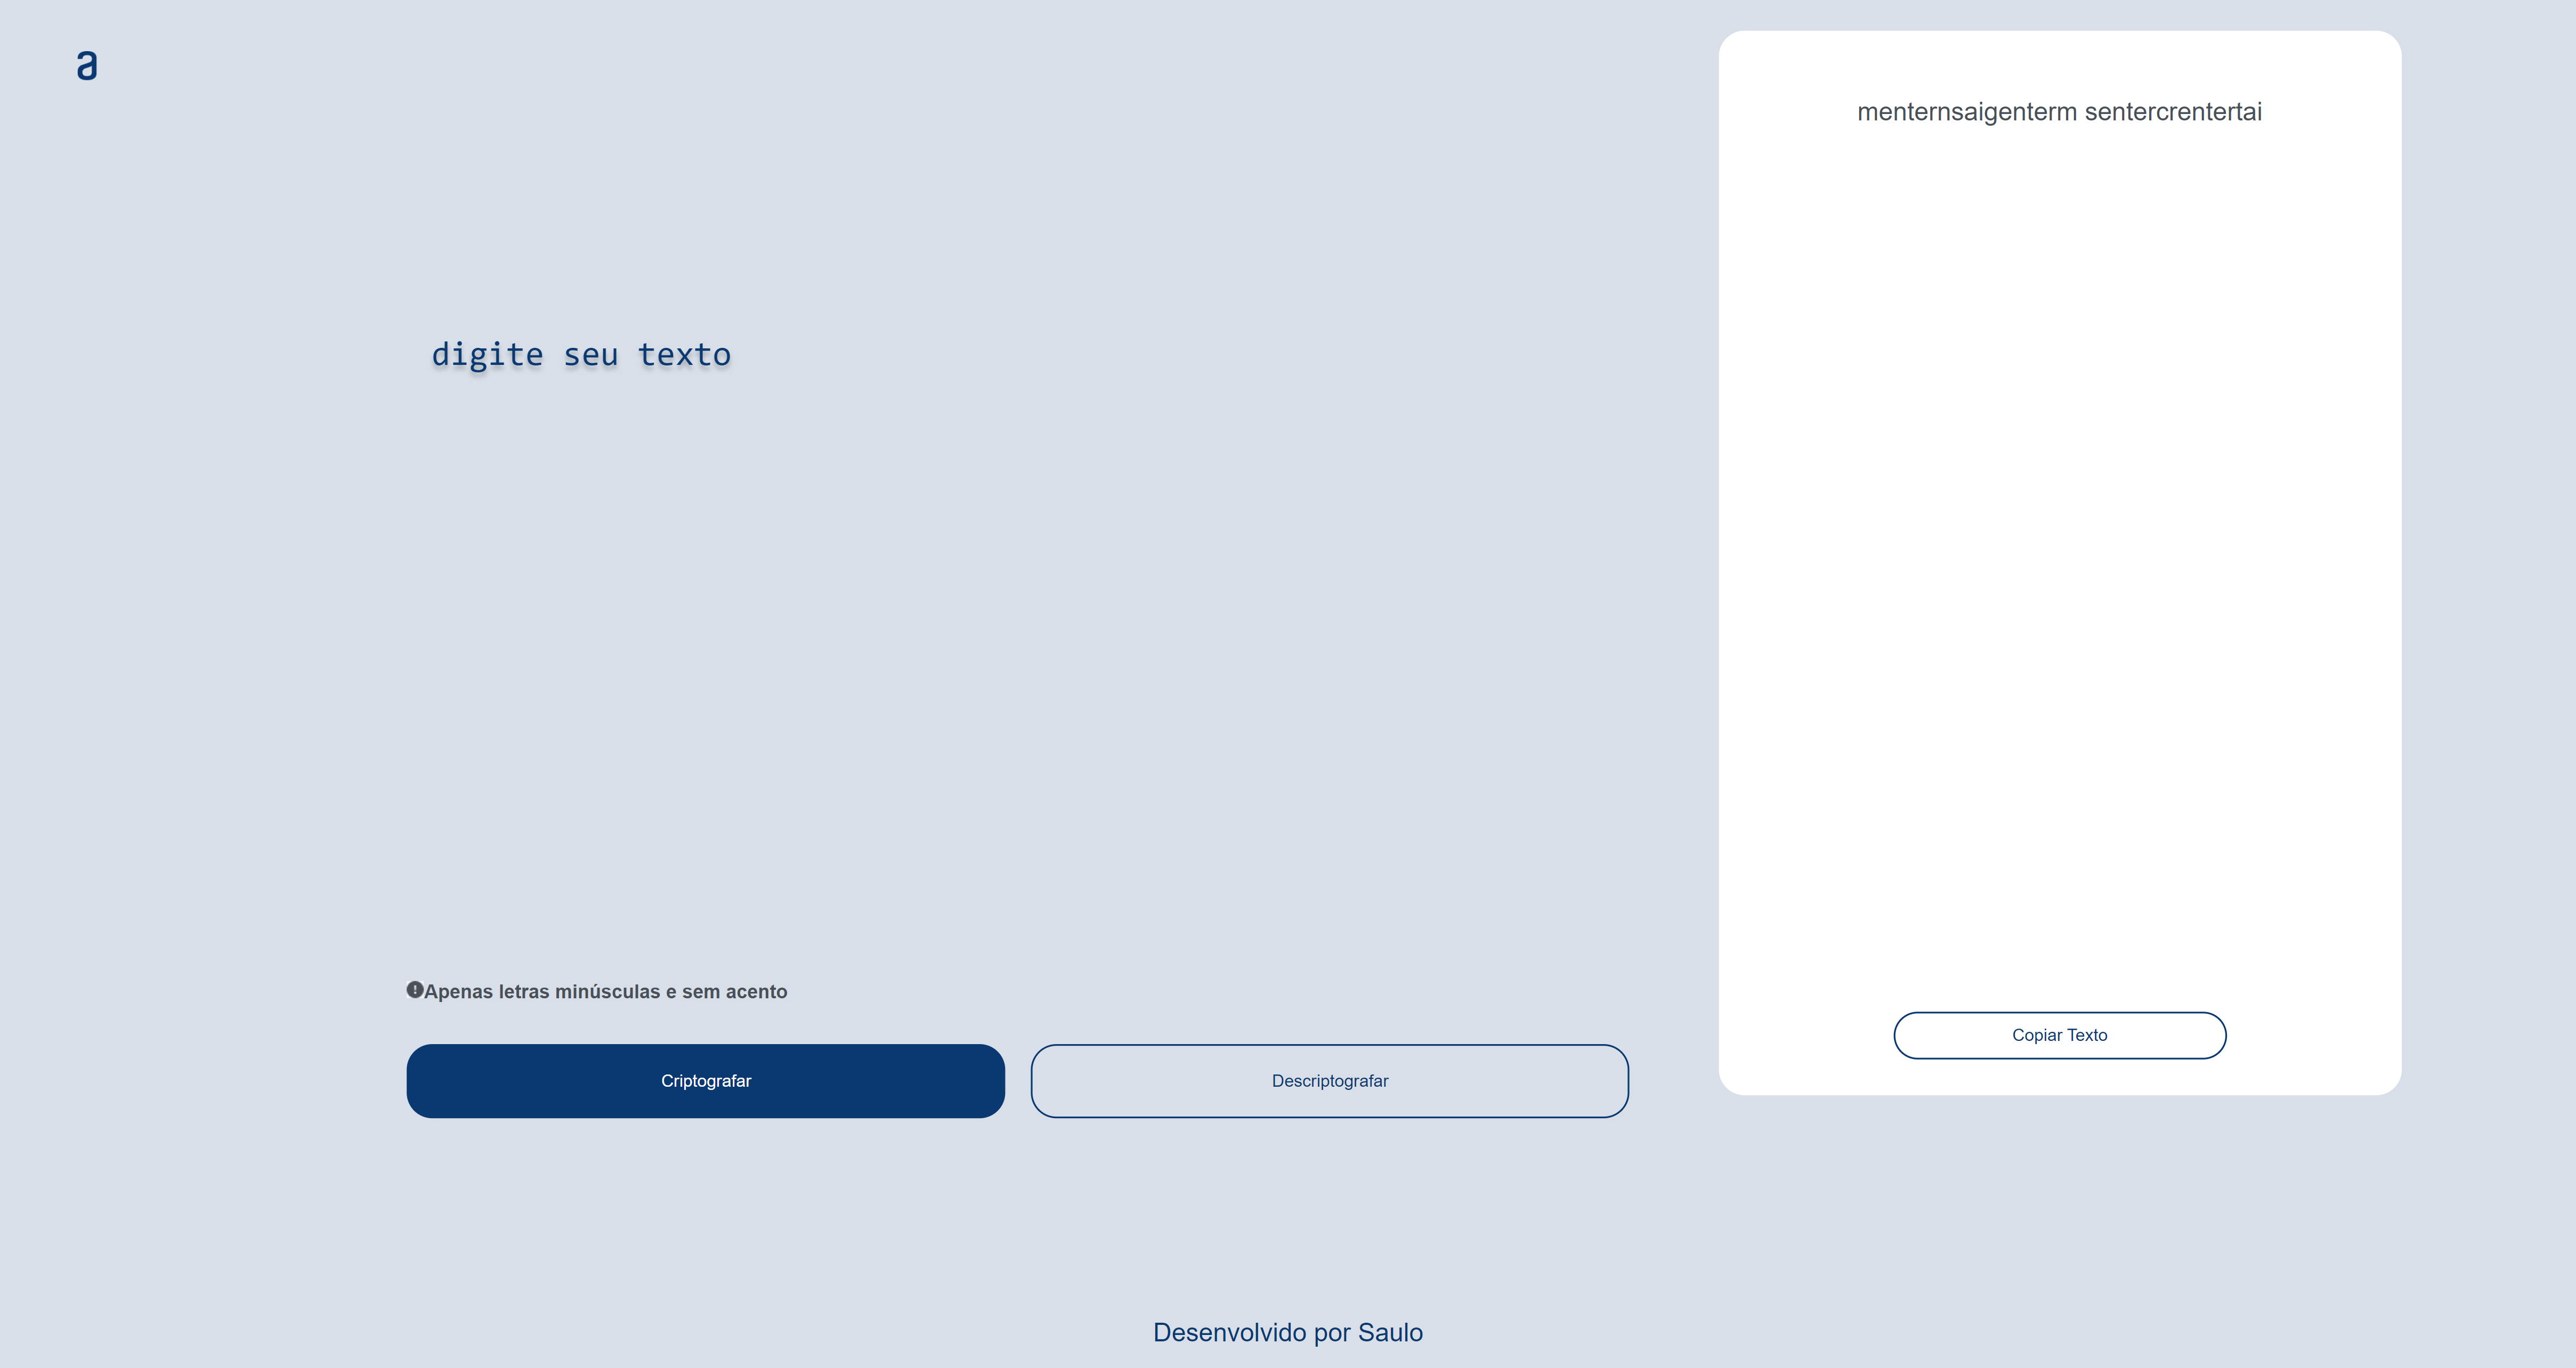 a
digite seu texto
Apenas letras minúsculas e sem acento
Criptografar
Descriptografar
menternsaigenterm sentercrentertai
Copiar Texto
Desenvolvido por Saulo